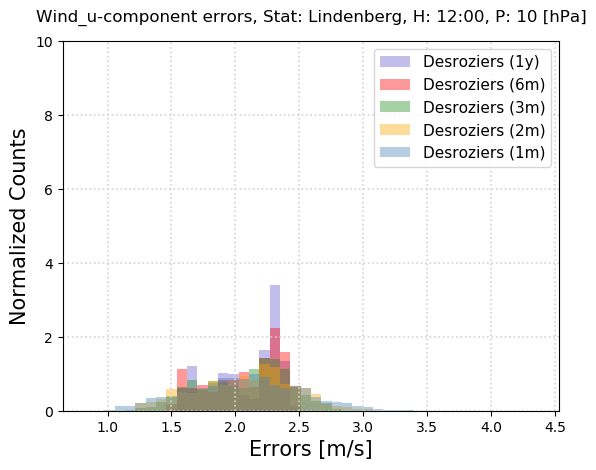 Wind_u-component errors, Stat: Lindenberg, H: 12:00, P: 10 [hPa]
Desroziers (1y)
Desroziers (6m)
Desroziers (3m)
Desroziers (2m)
Desroziers (1m)
Normalized Counts
10
8
6
4
2
0
1.0 1.5 2.0 2.5 3.0 3.5 4.0 4.5
Errors [m/s]